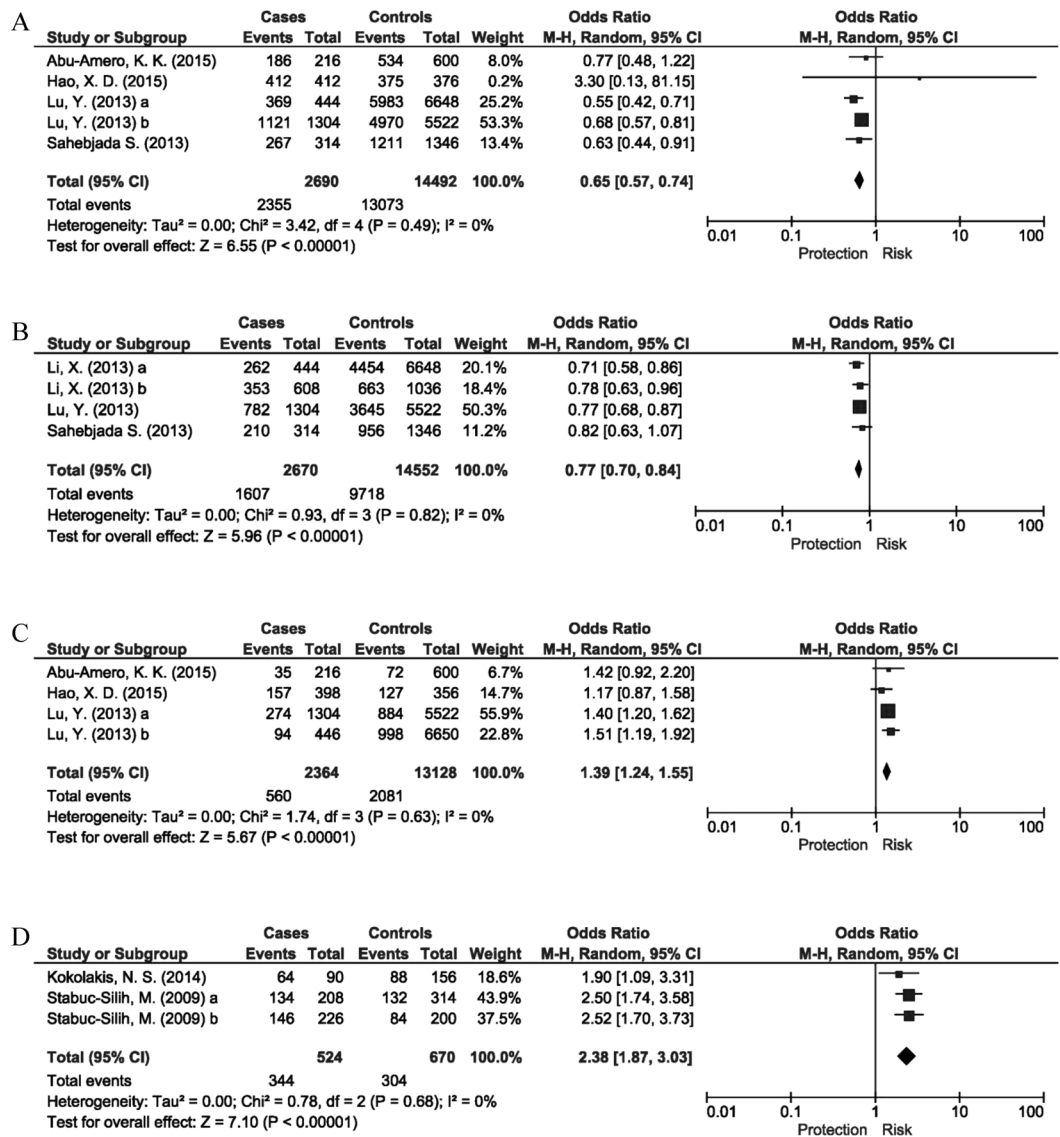 A
Cases Controls Odds Ratio Odds Ratio
Study or Subgroup Events Total Events Total Weight M-H, Random, 95% CI M-H, Random, 95% CI
Abu-Amero, K. K. (2015) 186 216 534 600 8.0% 0.77 [0.48, 1.22]
Hao, X. D. (2015) 412 412 375 376 0.2% 3.30 [0.13, 81.15]
Lu, Y. (2013) a 369 444 5983 6648 25.2% 0.55 [0.42, 0.71]
Lu, Y. (2013) b 1121 1304 4970 5522 53.3% 0.68 [0.57, 0.81]
Sahebjada S. (2013) 267 314 1211 1346 13.4% 0.63 [0.44, 0.91]
Total (95% CI) 2690 14492 100.0% 0.65 [0.57, 0.74]
Total events 2355 13073
Heterogeneity: Tau² = 0.00; Chi² = 3.42, df = 4 (P = 0.49); I² = 0%
Test for overall effect: Z = 6.55 (P < 0.00001)
0.01 0.1 1 10 100
Protection Risk
B
Cases Controls Odds Ratio Odds Ratio
Study or Subgroup Events Total Events Total Weight M-H, Random, 95% CI M-H, Random, 95% CI
Li, X. (2013) a 262 444 4454 6648 20.1% 0.71 [0.58, 0.86]
Li, X. (2013) b 353 608 663 1036 18.4% 0.78 [0.63, 0.96]
Lu, Y. (2013) 782 1304 3645 5522 50.3% 0.77 [0.68, 0.87]
Sahebjada S. (2013) 210 314 956 1346 11.2% 0.82 [0.63, 1.07]
Total (95% CI) 2670 14552 100.0% 0.77 [0.70, 0.84]
Total events 1607 9718
Heterogeneity: Tau² = 0.00; Chi² = 0.93, df = 3 (P = 0.82); I² = 0%
Test for overall effect: Z = 5.96 (P < 0.00001)
0.01 0.1 1 10 100
Protection Risk
C
Cases Controls Odds Ratio Odds Ratio
Study or Subgroup Events Total Events Total Weight M-H, Random, 95% CI M-H, Random, 95% CI
Abu-Amero, K. K. (2015) 35 216 72 600 6.7% 1.42 [0.92, 2.20]
Hao, X. D. (2015) 157 398 127 356 14.7% 1.17 [0.87, 1.58]
Lu, Y. (2013) a 274 1304 884 5522 55.9% 1.40 [1.20, 1.62]
Lu, Y. (2013) b 94 446 998 6650 22.8% 1.51 [1.19, 1.92]
Total (95% CI) 2364 13128 100.0% 1.39 [1.24, 1.55]
Total events 560 2081
Heterogeneity: Tau² = 0.00; Chi² = 1.74, df = 3 (P = 0.63); I² = 0%
Test for overall effect: Z = 5.67 (P < 0.00001)
0.01 0.1 1 10 100
Protection Risk
D
Cases Controls Odds Ratio Odds Ratio
Study or Subgroup Events Total Events Total Weight M-H, Random, 95% CI M-H, Random, 95% CI
Kokolakis, N. S. (2014) 64 90 88 156 18.6% 1.90 [1.09, 3.31]
Stabuc-Silih, M. (2009) a 134 208 132 314 43.9% 2.50 [1.74, 3.58]
Stabuc-Silih, M. (2009) b 146 226 84 200 37.5% 2.52 [1.70, 3.73]
Total (95% CI) 524 670 100.0% 2.38 [1.87, 3.03]
Total events 344 304
Heterogeneity: Tau² = 0.00; Chi² = 0.78, df = 2 (P = 0.68); I² = 0%
Test for overall effect: Z = 7.10 (P < 0.00001)
0.01 0.1 1 10 100
Protection Risk